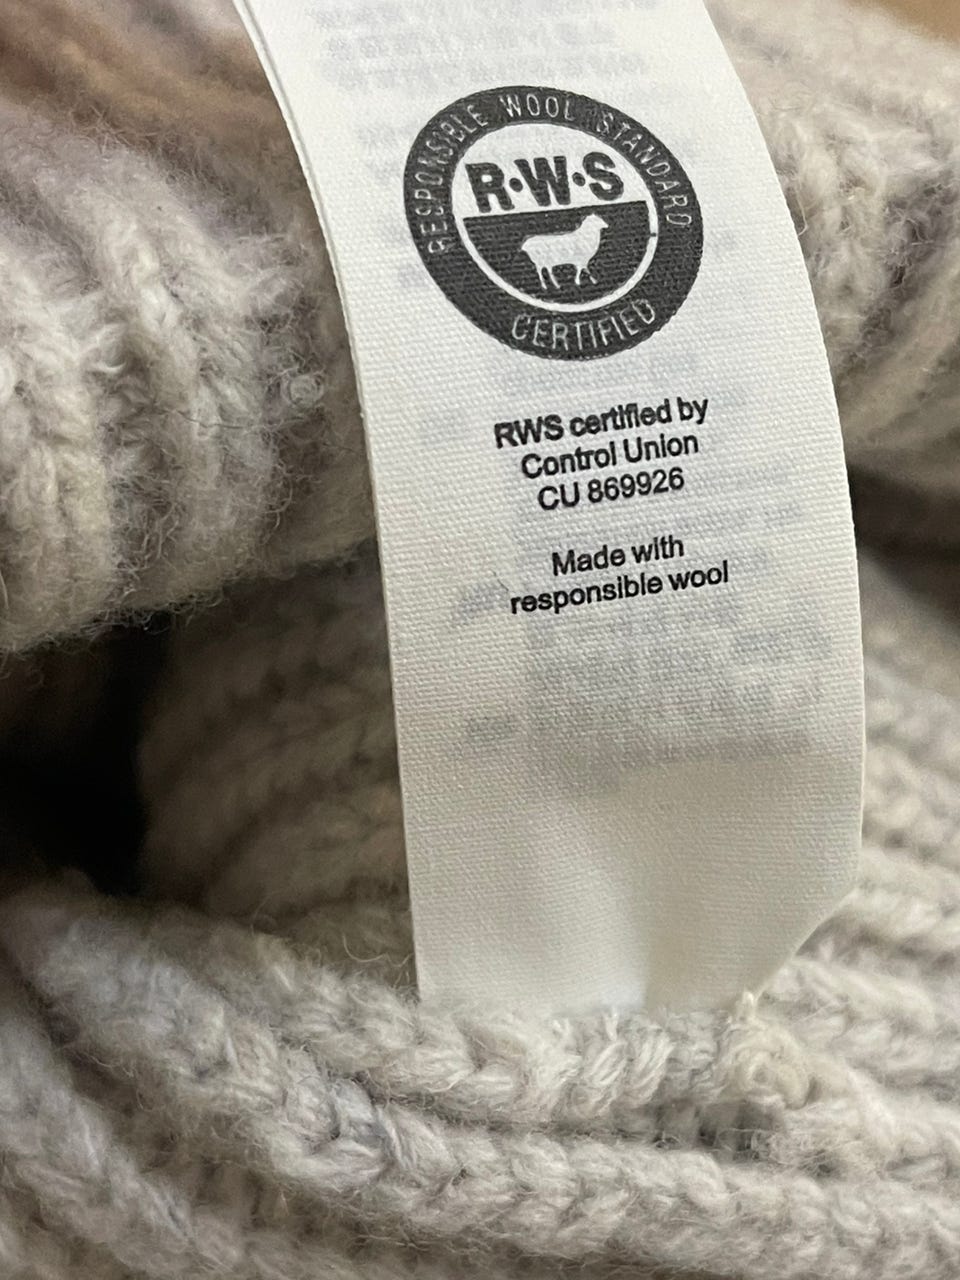 RESPONSIBLE WOOL STANDARD
R·W·S
CERTIFIED
RWS certified by
Control Union
CU 869926
Made with
responsible wool